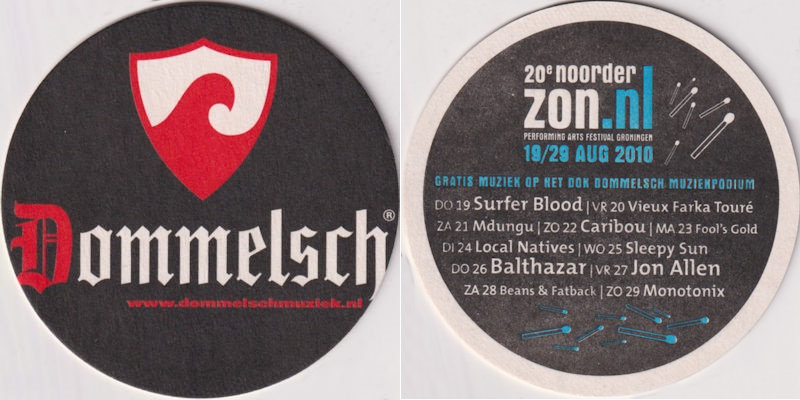 Dommelsch®
www.dommelschmuziek.nl
20e noorder
zon.nl
PERFORMING ARTS FESTIVAL GRONINGEN
19/29 AUG 2010
GRATIS MUZIEK OP HET DOK DOMMELSCH MUZIEKPODIUM
DO 19 Surfer Blood | VR 20 Vieux Farka Touré
ZA 21 Mdungu | ZO 22 Caribou | MA 23 Fool's Gold
DI 24 Local Natives | WO 25 Sleepy Sun
DO 26 Balthazar | VR 27 Jon Allen
ZA 28 Beans & Fatback | ZO 29 Monotonix